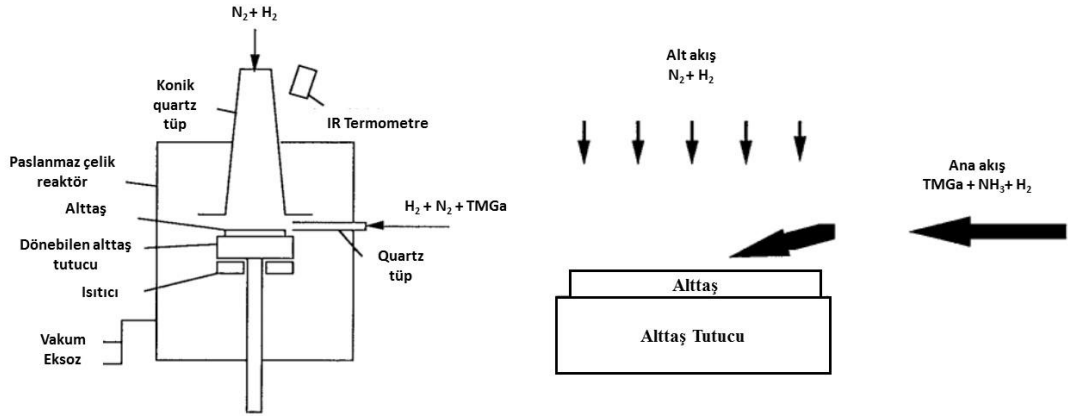 N₂ + H₂
Konik
quartz
tüp
IR Termometre
Paslanmaz çelik
reaktör
Alttaş
H₂ + N₂ + TMGa
Dönebilen alttaş
tutucu
Quartz
tüp
Isıtıcı
Vakum
Eksoz
Alt akış
N₂ + H₂
Ana akış
TMGa + NH₃+ H₂
Alttaş
Alttaş Tutucu